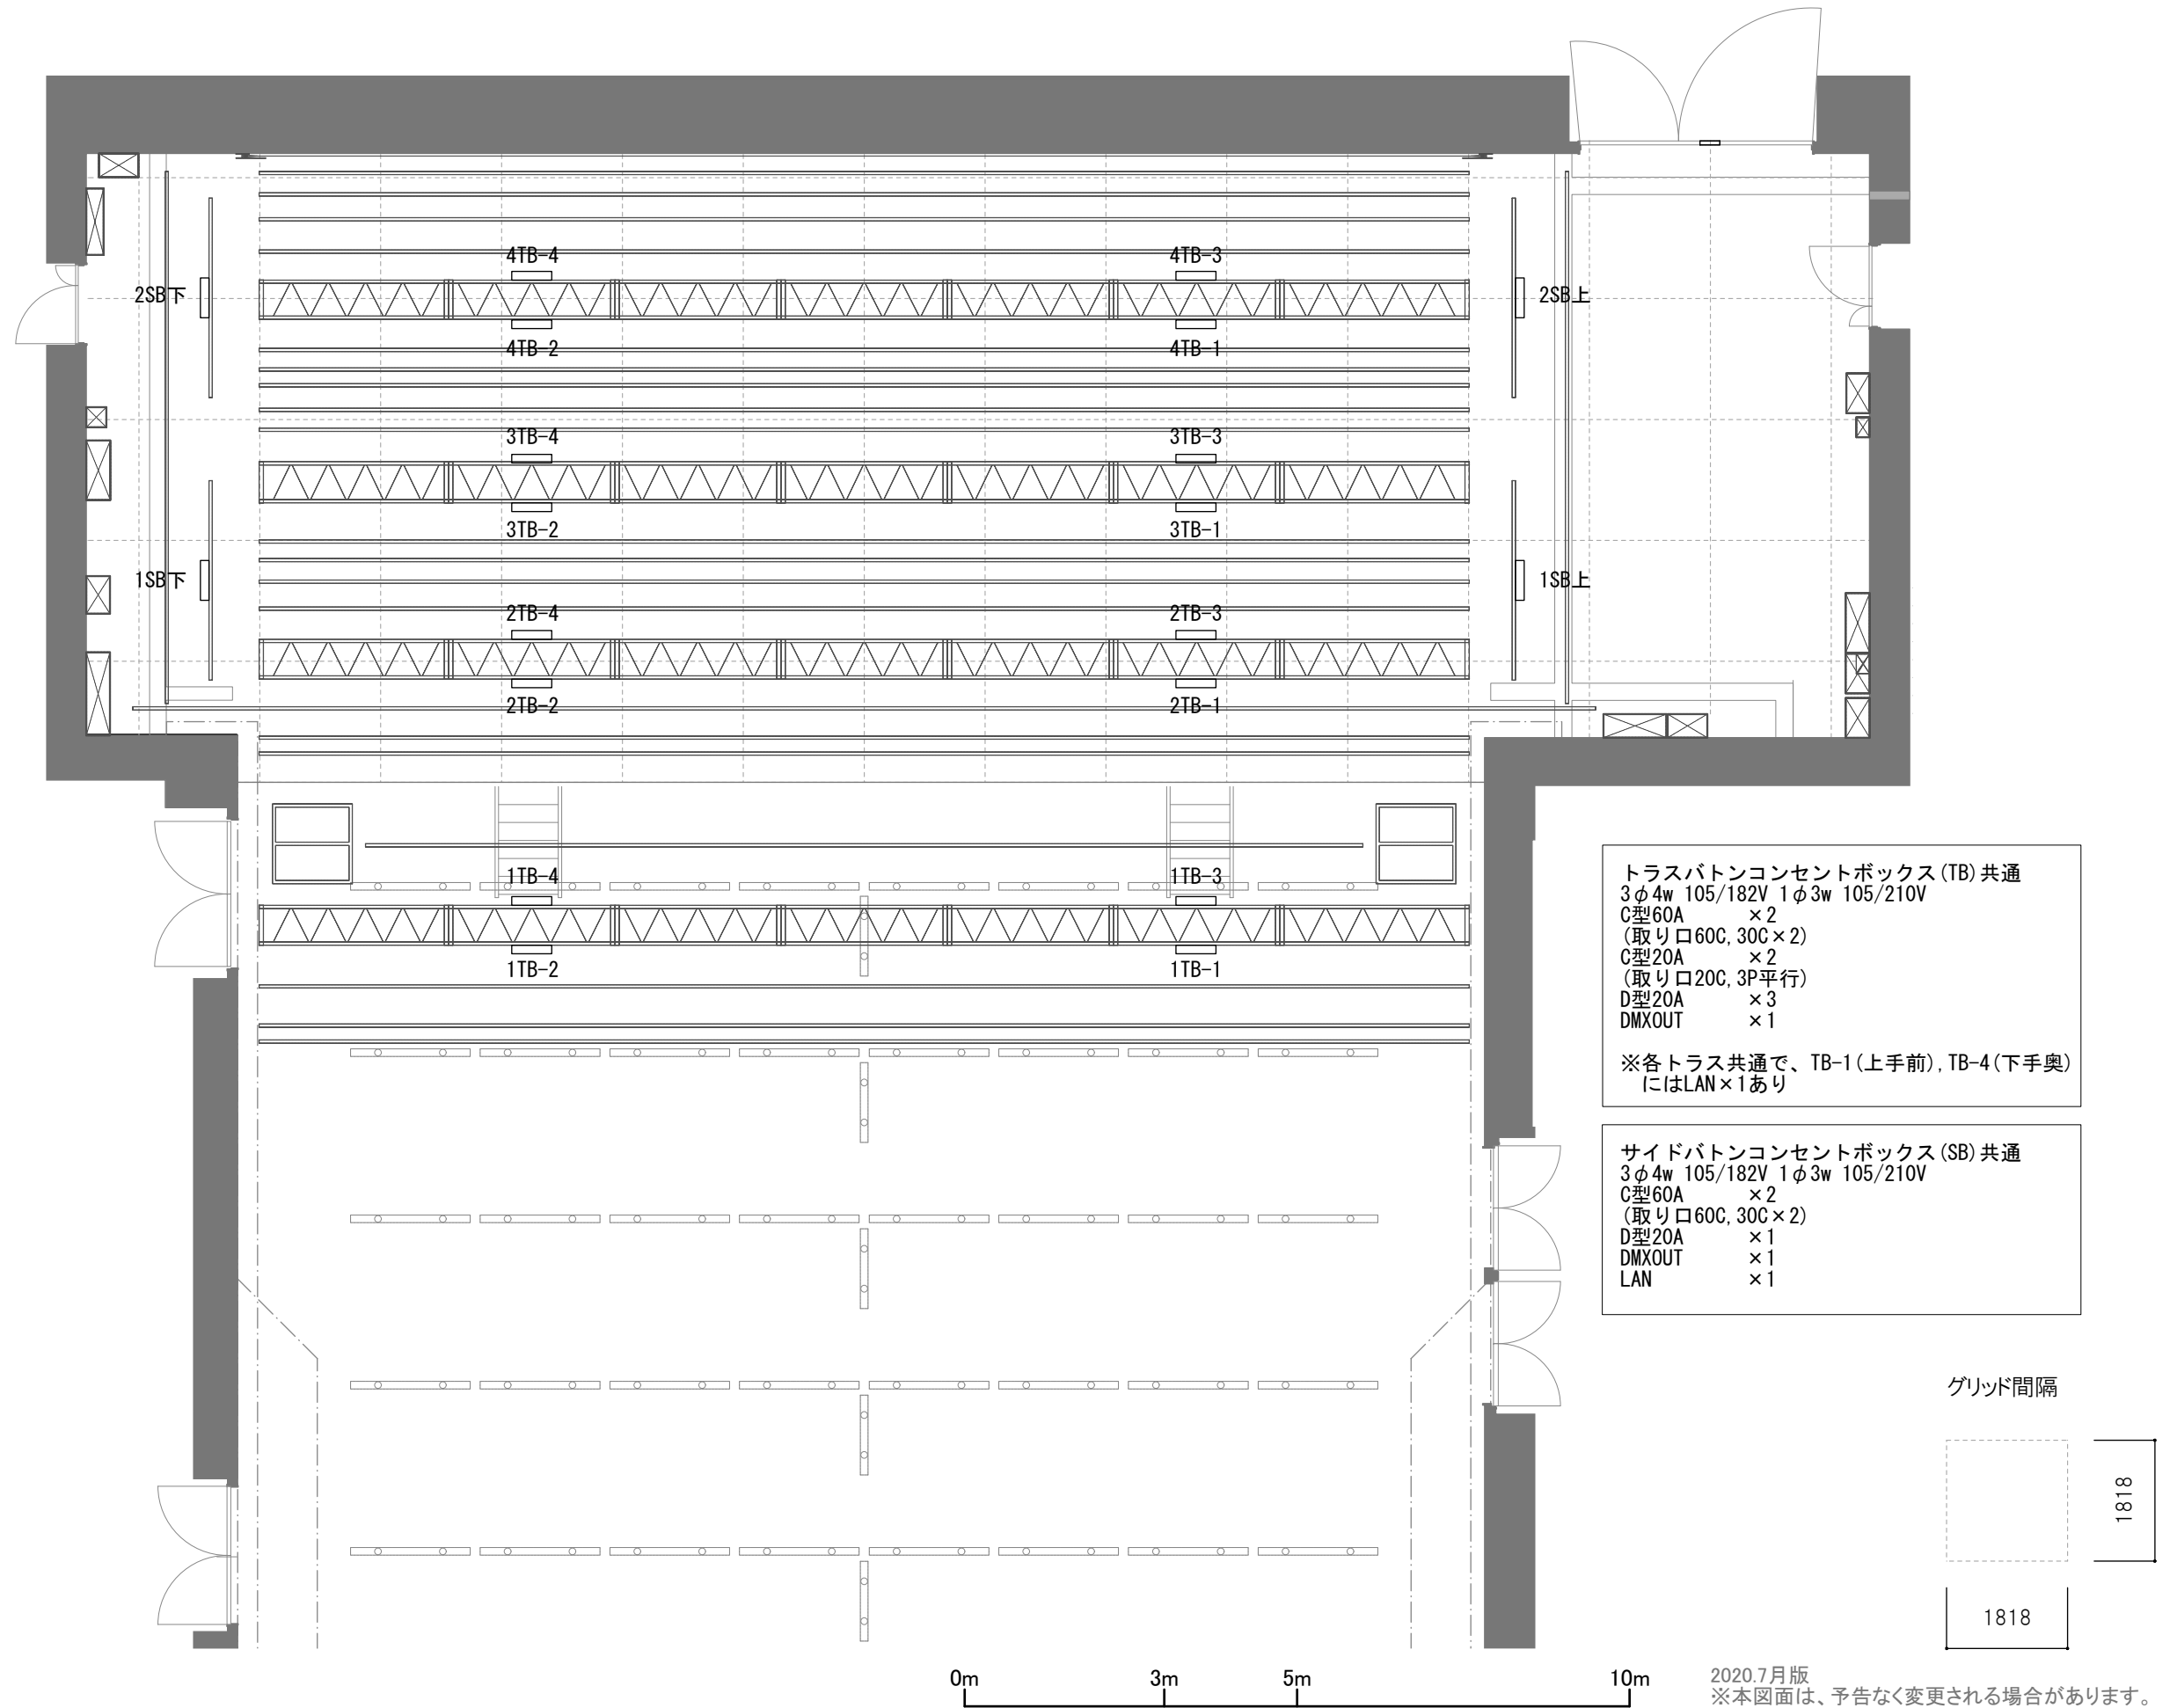 4TB-4
4TB-3
2SB下
2SB上
4TB-2
4TB-1
3TB-4
3TB-3
3TB-2
3TB-1
1SB下
1SB上
2TB-4
2TB-3
2TB-2
2TB-1
1TB-4
1TB-3
1TB-2
1TB-1
トラスバトンコンセントボックス(TB)共通
3φ4w 105/182V 1φ3w 105/210V
C型60A ×2
(取り口60C,30C×2)
C型20A ×2
(取り口20C,3P平行)
D型20A ×3
DMXOUT ×1
※各トラス共通で、TB-1(上手前),TB-4(下手奥)
にはLAN×1あり
サイドバトンコンセントボックス(SB)共通
3φ4w 105/182V 1φ3w 105/210V
C型60A ×2
(取り口60C,30C×2)
D型20A ×1
DMXOUT ×1
LAN ×1
グリッド間隔
1818
1818
0m 3m 5m 10m
2020.7月版
※本図面は、予告なく変更される場合があります。